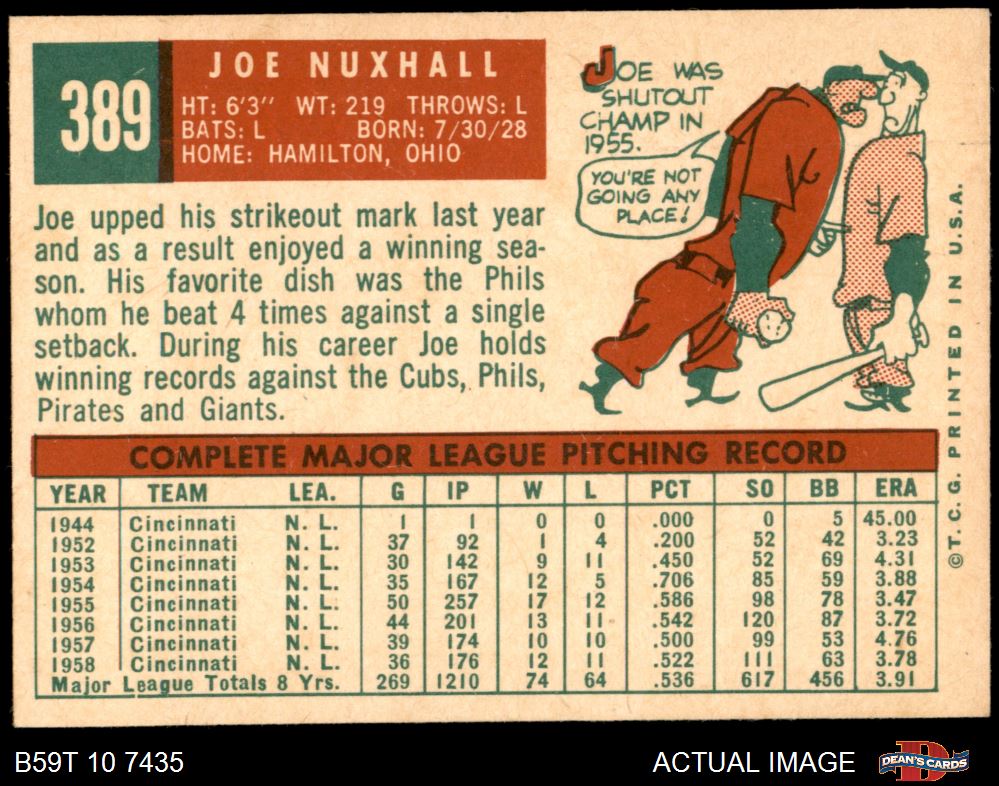 389
JOE NUXHALL
HT: 6'3" WT: 219 THROWS: L
BATS: L BORN: 7/30/28
HOME: HAMILTON, OHIO
JOE WAS
SHUTOUT
CHAMP IN
1955.
YOU'RE NOT
GOING ANY
PLACE!
Joe upped his strikeout mark last year
and as a result enjoyed a winning sea-
son. His favorite dish was the Phils
whom he beat 4 times against a single
setback. During his career Joe holds
winning records against the Cubs, Phils,
Pirates and Giants.
COMPLETE MAJOR LEAGUE PITCHING RECORD
YEAR TEAM LEA. G IP W L PCT SO BB ERA
1944 Cincinnati N. L. 1 1 0 0 .000 0 5 45.00
1952 Cincinnati N. L. 37 92 1 4 .200 52 42 3.23
1953 Cincinnati N. L. 30 142 9 11 .450 52 69 4.31
1954 Cincinnati N. L. 35 167 12 5 .706 85 59 3.88
1955 Cincinnati N. L. 50 257 17 12 .586 98 78 3.47
1956 Cincinnati N. L. 44 201 13 11 .542 120 87 3.72
1957 Cincinnati N. L. 39 174 10 10 .500 99 53 4.76
1958 Cincinnati N. L. 36 176 12 11 .522 111 63 3.78
Major League Totals 8 Yrs. 269 1210 74 64 .536 617 456 3.91
©T. C. G. PRINTED IN U.S.A.
B59T 10 7435
ACTUAL IMAGE
D
DEAN'S CARDS